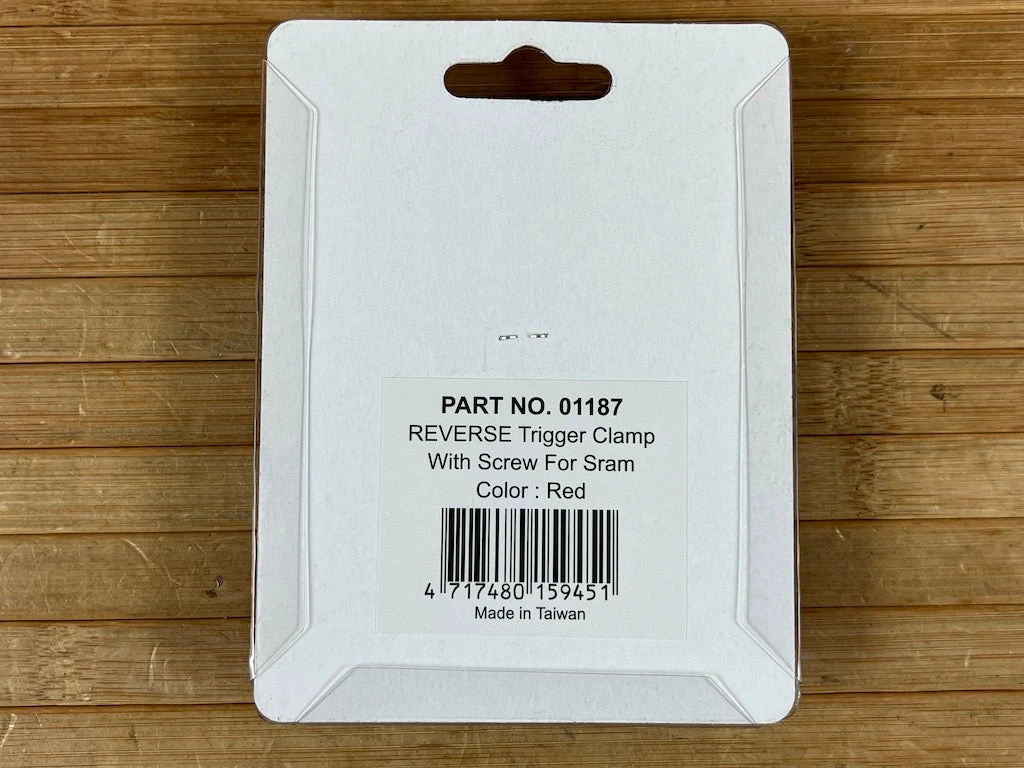 PART NO. 01187
REVERSE Trigger Clamp
With Screw For Sram
Color : Red
4 717480 159451
Made in Taiwan